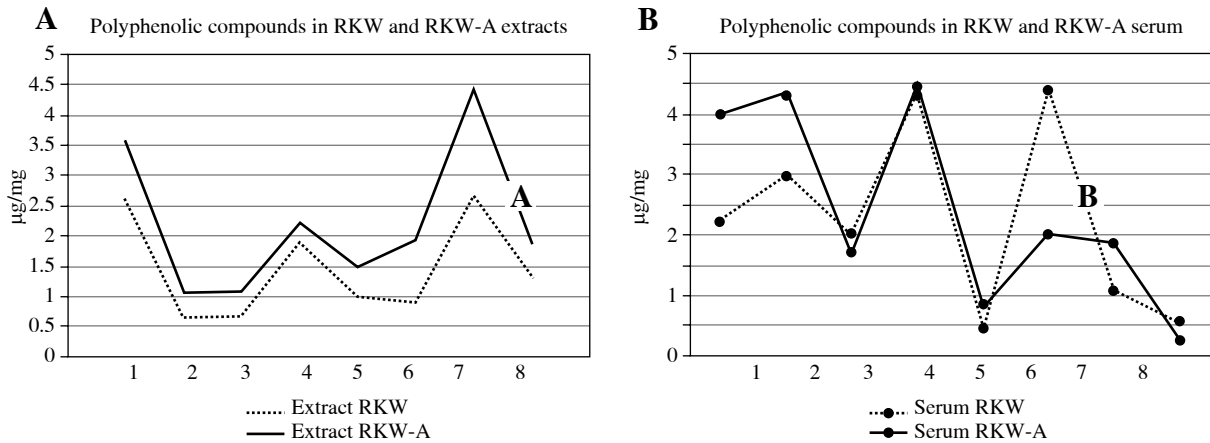 A Polyphenolic compounds in RKW and RKW-A extracts
5
4.5
4
3.5
3
2.5
2
1.5
1
0.5
0
µg/mg
A
1 2 3 4 5 6 7 8
Extract RKW
Extract RKW-A
B Polyphenolic compounds in RKW and RKW-A serum
5
4
3
2
1
0
µg/mg
B
1 2 3 4 5 6 7 8
Serum RKW
Serum RKW-A